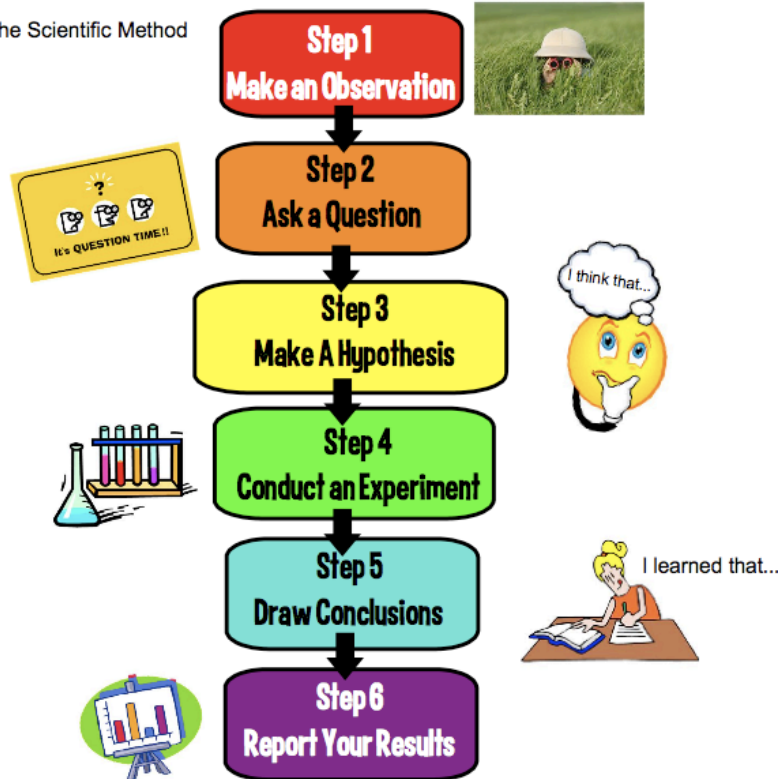 he Scientific Method
Step 1
Make an Observation
Step 2
Ask a Question
?
It's QUESTION TIME!!
Step 3
Make A Hypothesis
I think that...
Step 4
Conduct an Experiment
Step 5
Draw Conclusions
I learned that...
Step 6
Report Your Results